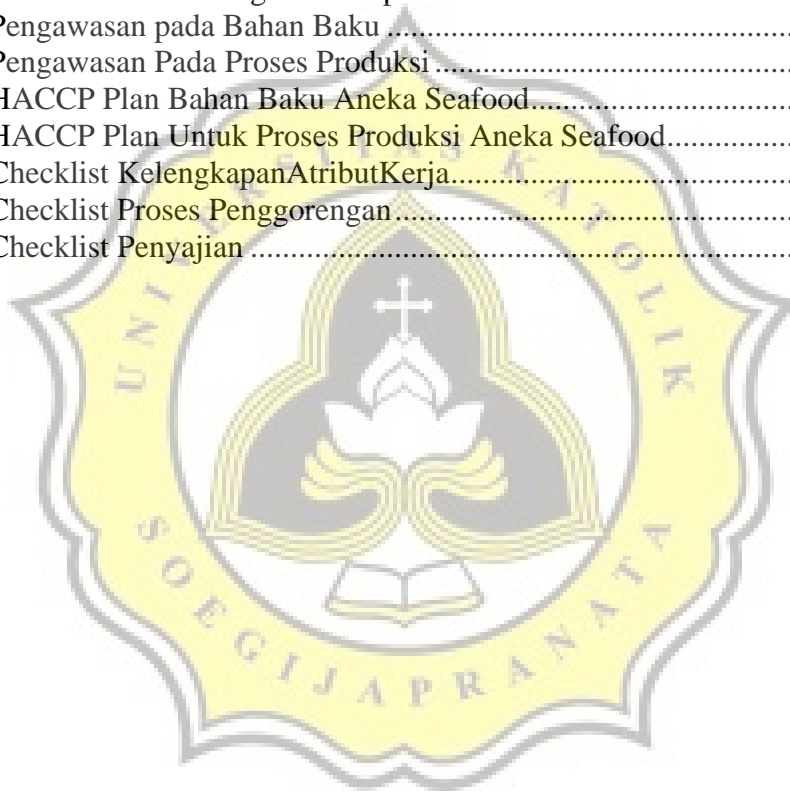 Pengawasan pada Bahan Baku ............................................
Pengawasan Pada Proses Produksi ......................................
HACCP Plan Bahan Baku Aneka Seafood............................
HACCP Plan Untuk Proses Produksi Aneka Seafood.............
Checklist KelengkapanAtributKerja....................................
Checklist Proses Penggorengan..........................................
Checklist Penyajian .........................................................
UNIVERSITAS KATOLIK
SOEGIJAPRANATA